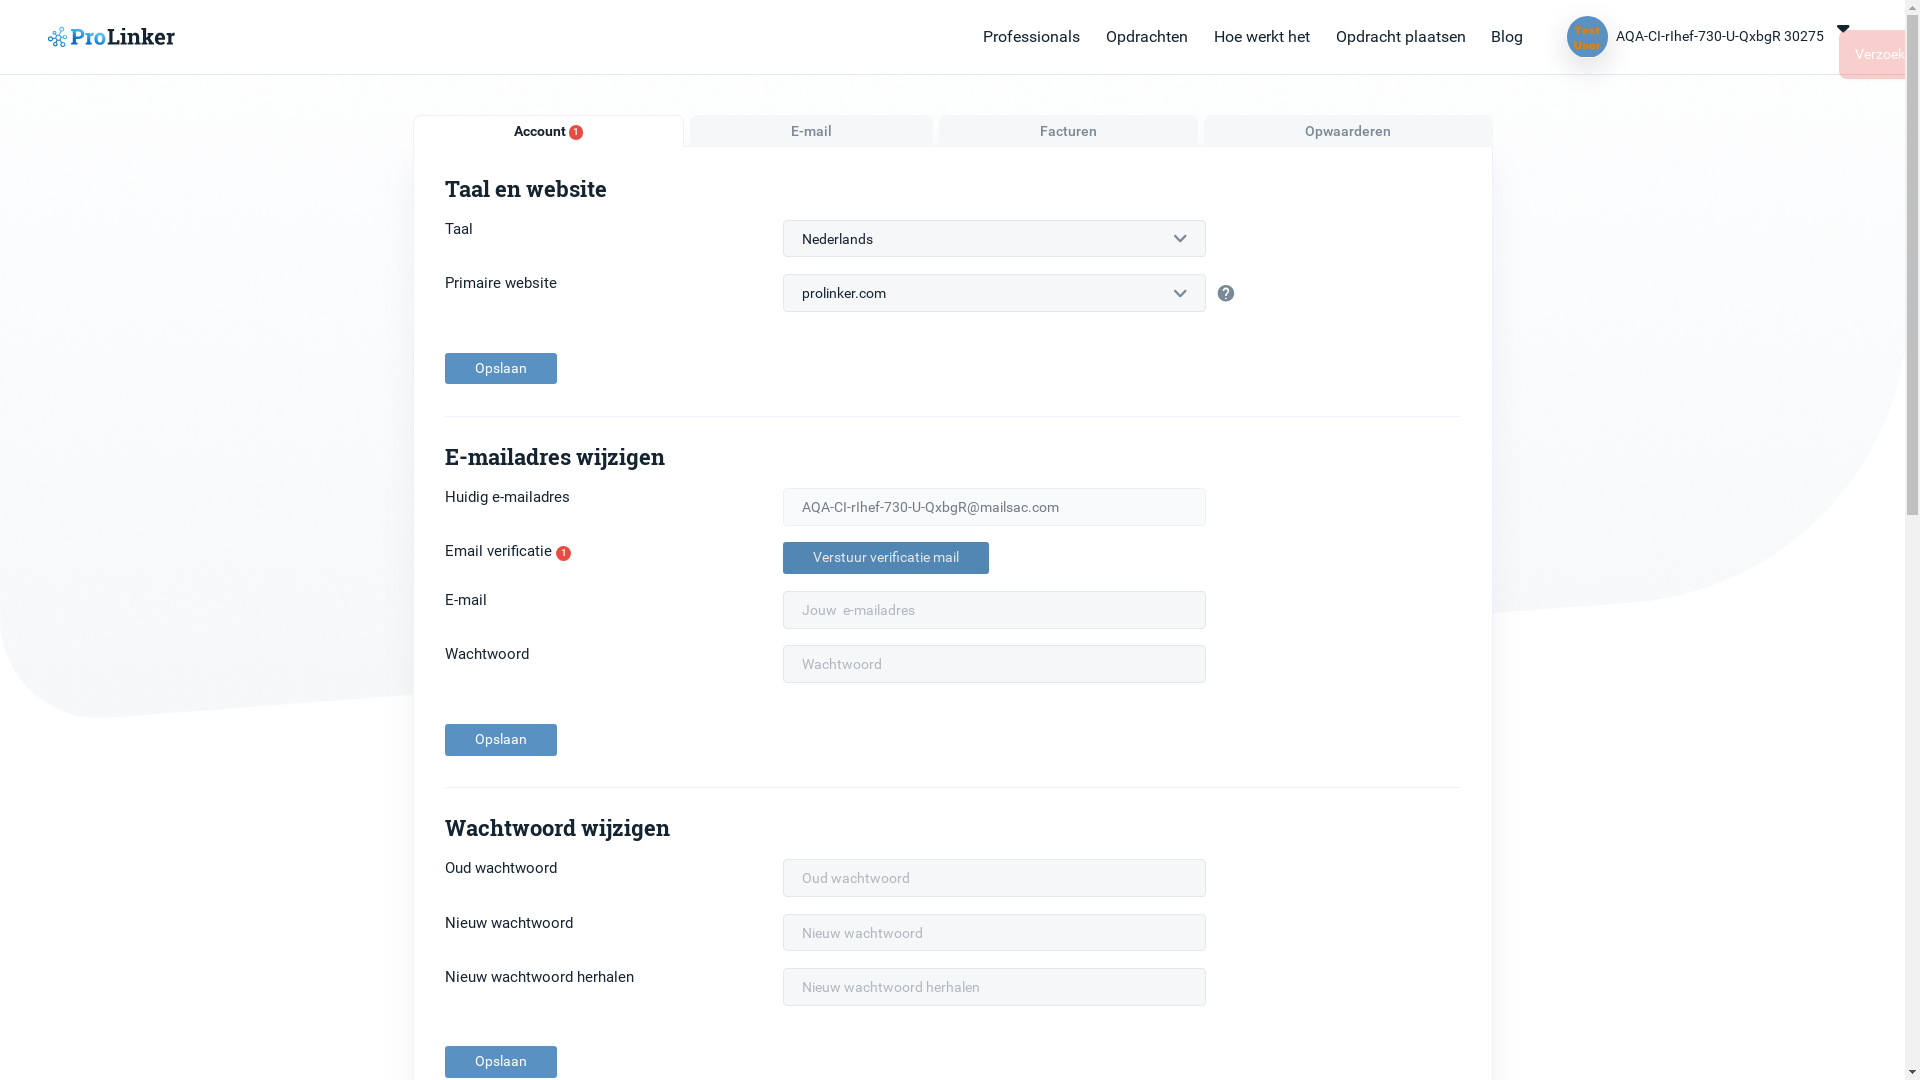 ProLinker
Professionals
Opdrachten
Hoe werkt het
Opdracht plaatsen
Blog
Test
User
AQA-CI-rIhef-730-U-QxbgR 30275
Verzoek
Account 1
E-mail
Facturen
Opwaarderen
Taal en website
Taal
Nederlands
Primaire website
prolinker.com
?
Opslaan
E-mailadres wijzigen
Huidig e-mailadres
AQA-CI-rIhef-730-U-QxbgR@mailsac.com
Email verificatie 1
Verstuur verificatie mail
E-mail
Jouw e-mailadres
Wachtwoord
Wachtwoord
Opslaan
Wachtwoord wijzigen
Oud wachtwoord
Oud wachtwoord
Nieuw wachtwoord
Nieuw wachtwoord
Nieuw wachtwoord herhalen
Nieuw wachtwoord herhalen
Opslaan